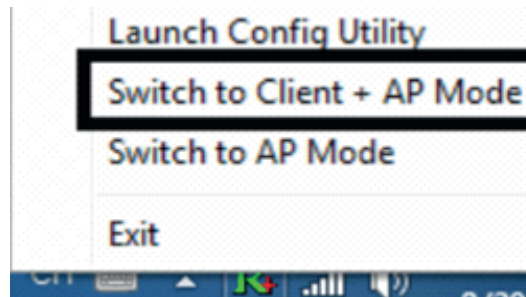 Launch Config Utility
Switch to Client + AP Mode
Switch to AP Mode
Exit